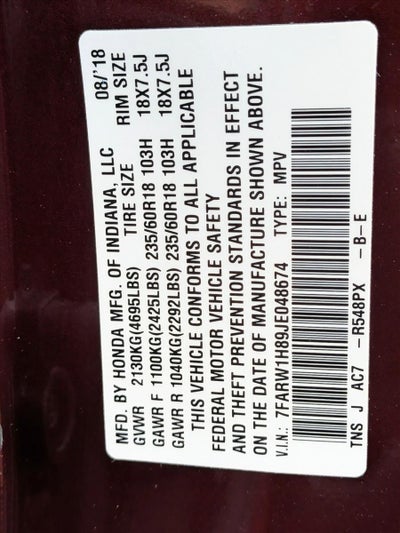 MFD. BY HONDA MFG. OF INDIANA, LLC 08/'18
GVWR 2130KG(4695LBS) TIRE SIZE RIM SIZE
GAWR F 1100KG(2425LBS) 235/60R18 103H 18X7.5J
GAWR R 1040KG(2292LBS) 235/60R18 103H 18X7.5J
THIS VEHICLE CONFORMS TO ALL APPLICABLE
FEDERAL MOTOR VEHICLE SAFETY
AND THEFT PREVENTION STANDARDS IN EFFECT
ON THE DATE OF MANUFACTURE SHOWN ABOVE.
V.I.N.: 7FARW1H89JE048674 TYPE: MPV
TNS J AC7 -R548PX -B-E